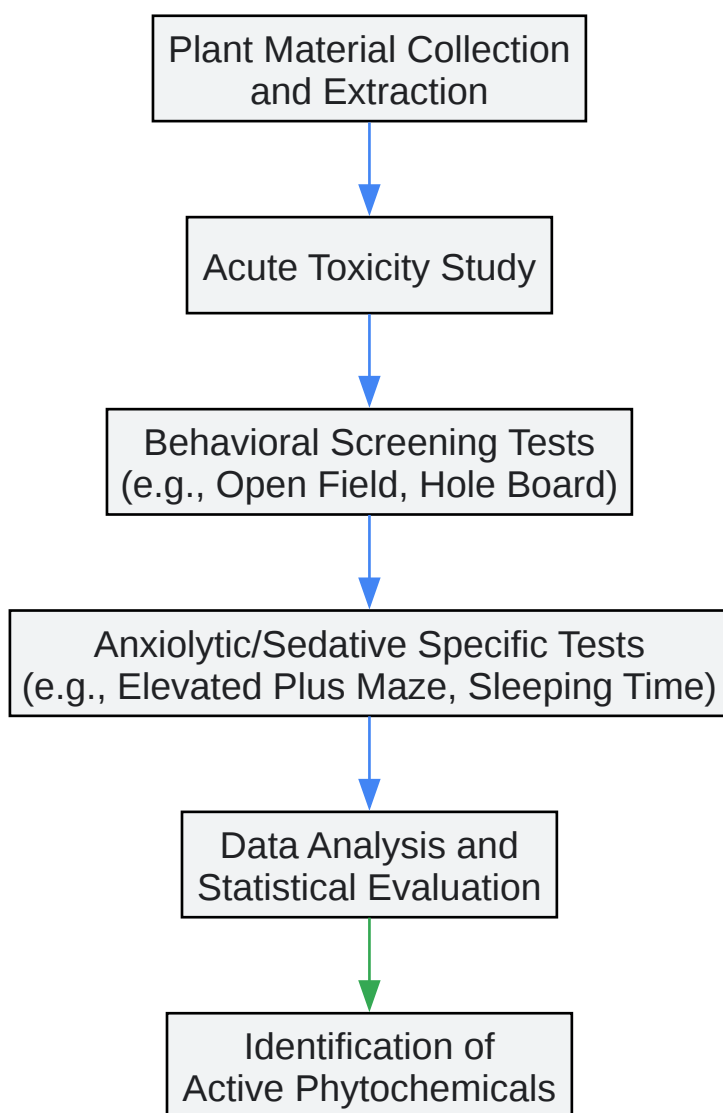 Plant Material Collection
and Extraction
Acute Toxicity Study
Behavioral Screening Tests
(e.g., Open Field, Hole Board)
Anxiolytic/Sedative Specific Tests
(e.g., Elevated Plus Maze, Sleeping Time)
Data Analysis and
Statistical Evaluation
Identification of
Active Phytochemicals